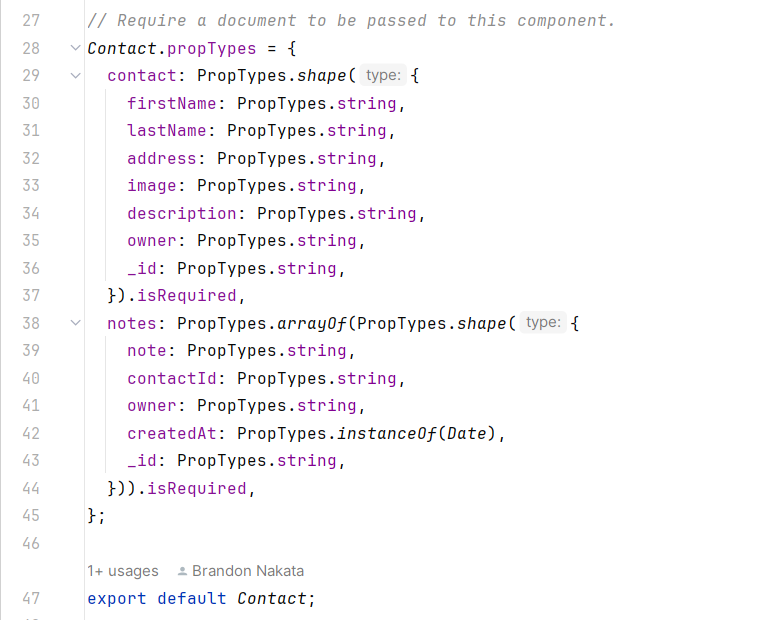 27 // Require a document to be passed to this component.
28 Contact.propTypes = {
29 contact: PropTypes.shape( type: {
30 firstName: PropTypes.string,
31 lastName: PropTypes.string,
32 address: PropTypes.string,
33 image: PropTypes.string,
34 description: PropTypes.string,
35 owner: PropTypes.string,
36 _id: PropTypes.string,
37 }).isRequired,
38 notes: PropTypes.arrayOf(PropTypes.shape( type: {
39 note: PropTypes.string,
40 contactId: PropTypes.string,
41 owner: PropTypes.string,
42 createdAt: PropTypes.instanceOf(Date),
43 _id: PropTypes.string,
44 })).isRequired,
45 };
46
1+ usages Brandon Nakata
47 export default Contact;